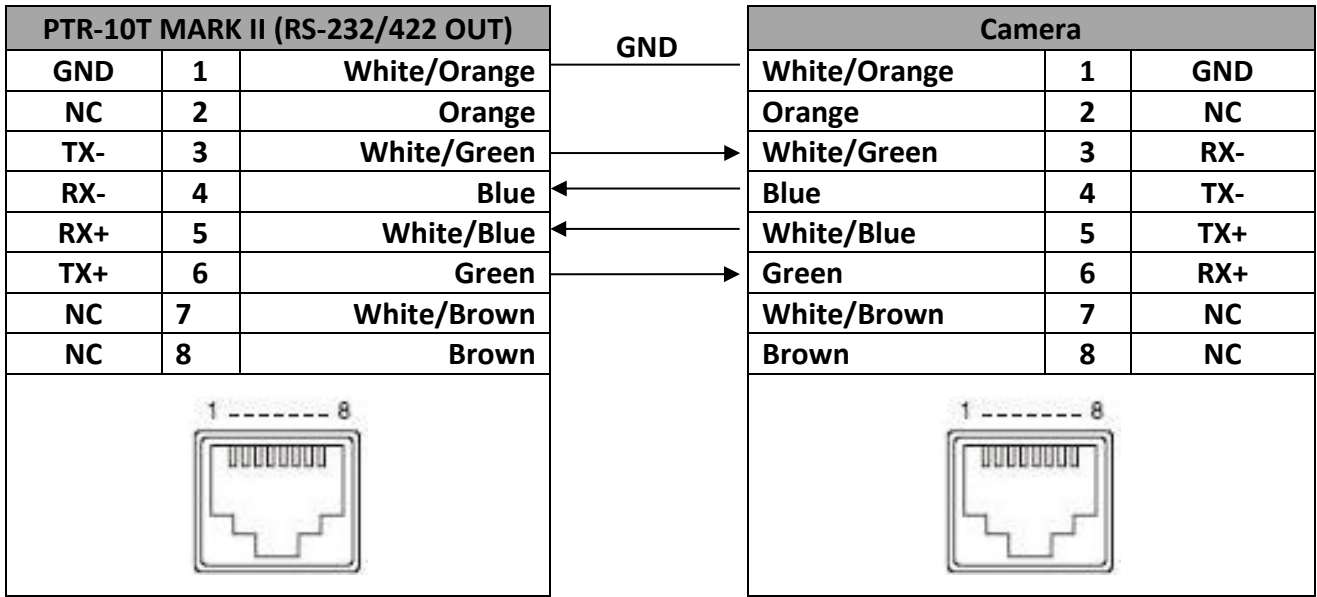 PTR-10T MARK II (RS-232/422 OUT) GND Camera
GND 1 White/Orange White/Orange 1 GND
NC 2 Orange Orange 2 NC
TX- 3 White/Green White/Green 3 RX-
RX- 4 Blue Blue 4 TX-
RX+ 5 White/Blue White/Blue 5 TX+
TX+ 6 Green Green 6 RX+
NC 7 White/Brown White/Brown 7 NC
NC 8 Brown Brown 8 NC
1 ------- 8 1 ------- 8